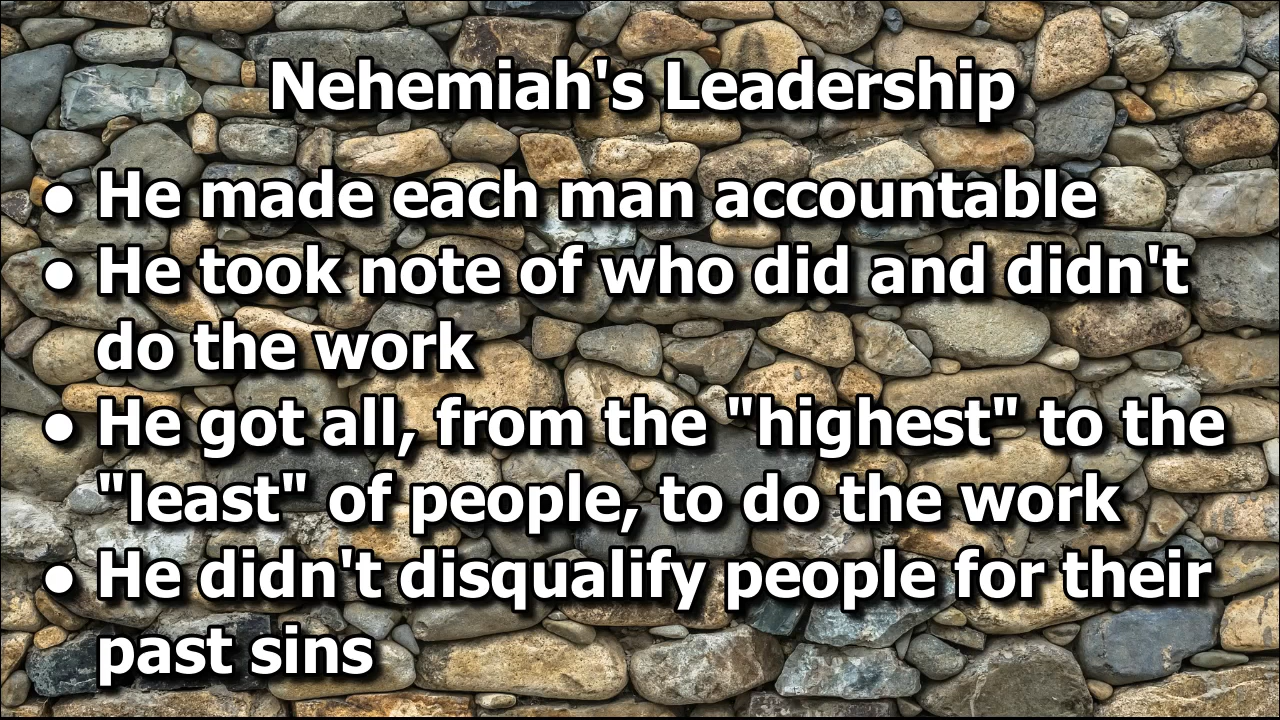 Nehemiah's Leadership
● He made each man accountable
● He took note of who did and didn't
do the work
● He got all, from the "highest" to the
"least" of people, to do the work
● He didn't disqualify people for their
past sins